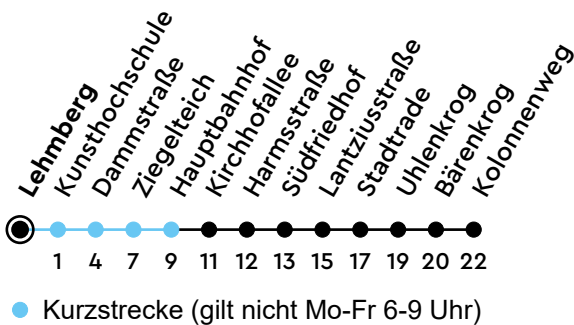 Lehmberg
Kunsthochschule
Dammstraße
Ziegelteich
Hauptbahnhof
Kirchhofallee
Harmsstraße
Südfriedhof
Lantziusstraße
Stadtrade
Uhlenkrog
Bärenkrog
Kolonnenweg
1 4 7 9 11 12 13 15 17 19 20 22
Kurzstrecke (gilt nicht Mo-Fr 6-9 Uhr)